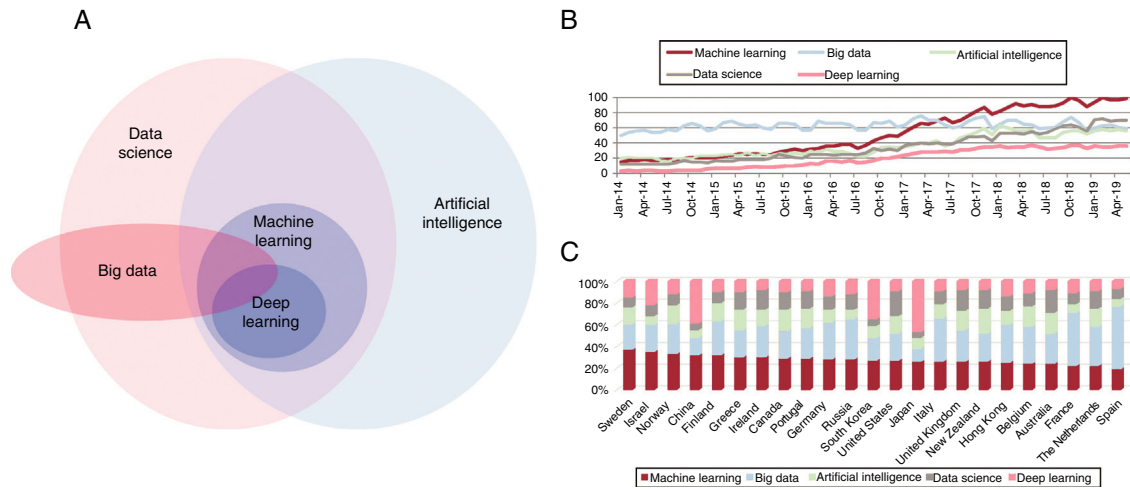 A
Data
science
Big data
Machine
learning
Deep
learning
Artificial
intelligence
B
Machine learning
Big data
Artificial intelligence
Data science
Deep learning
100
80
60
40
20
0
Jan-14
Apr-14
Jul-14
Oct-14
Jan-15
Apr-15
Jul-15
Oct-15
Jan-16
Apr-16
Jul-16
Oct-16
Jan-17
Apr-17
Jul-17
Oct-17
Jan-18
Apr-18
Jul-18
Oct-18
Jan-19
Apr-19
C
100%
80%
60%
40%
20%
0%
Sweden
Israel
Norway
China
Finland
Greece
Ireland
Canada
Portugal
Germany
Russia
South Korea
United States
Japan
Italy
United Kingdom
New Zealand
Hong Kong
Belgium
Australia
France
The Netherlands
Spain
Machine learning
Big data
Artificial intelligence
Data science
Deep learning